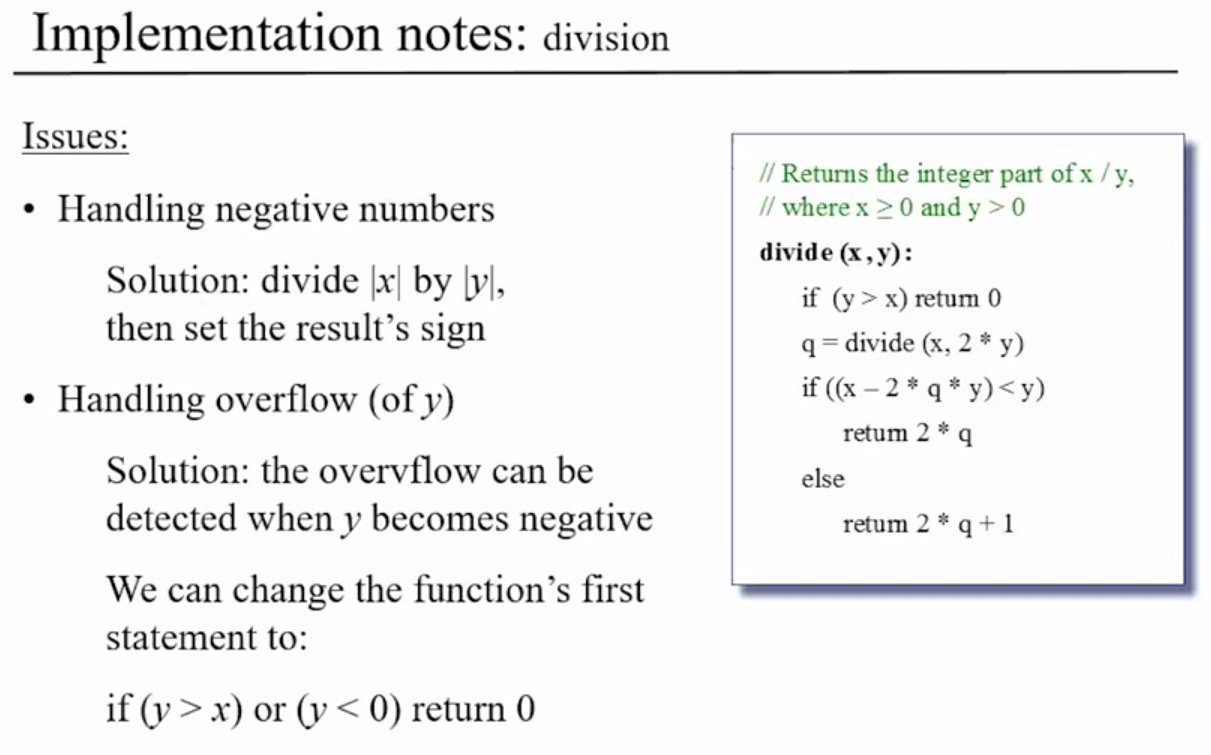 Implementation notes: division
Issues:
• Handling negative numbers
Solution: divide |x| by |y|,
then set the result's sign
• Handling overflow (of y)
Solution: the overvflow can be
detected when y becomes negative
We can change the function's first
statement to:
if (y > x) or (y < 0) return 0
// Returns the integer part of x / y,
// where x ≥ 0 and y > 0
divide (x, y):
if (y > x) return 0
q = divide (x, 2 * y)
if ((x – 2 * q * y) < y)
return 2 * q
else
return 2 * q + 1